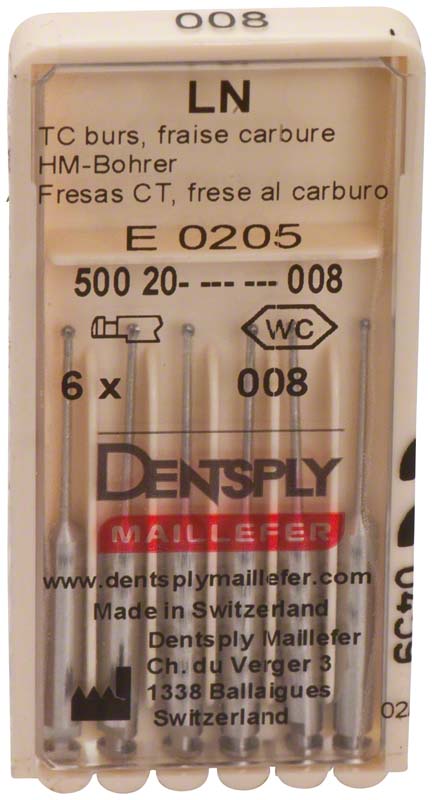 008
LN
TC burs, fraise carbure
HM-Bohrer
Fresas CT, frese al carburo
E 0205
500 20- ---- --- 008
WC
6 x 008
DENTSPLY
MAILLEFER
www.dentsplymaillefer.com
Made in Switzerland
Dentsply Maillefer
Ch. du Verger 3
1338 Ballaigues
Switzerland